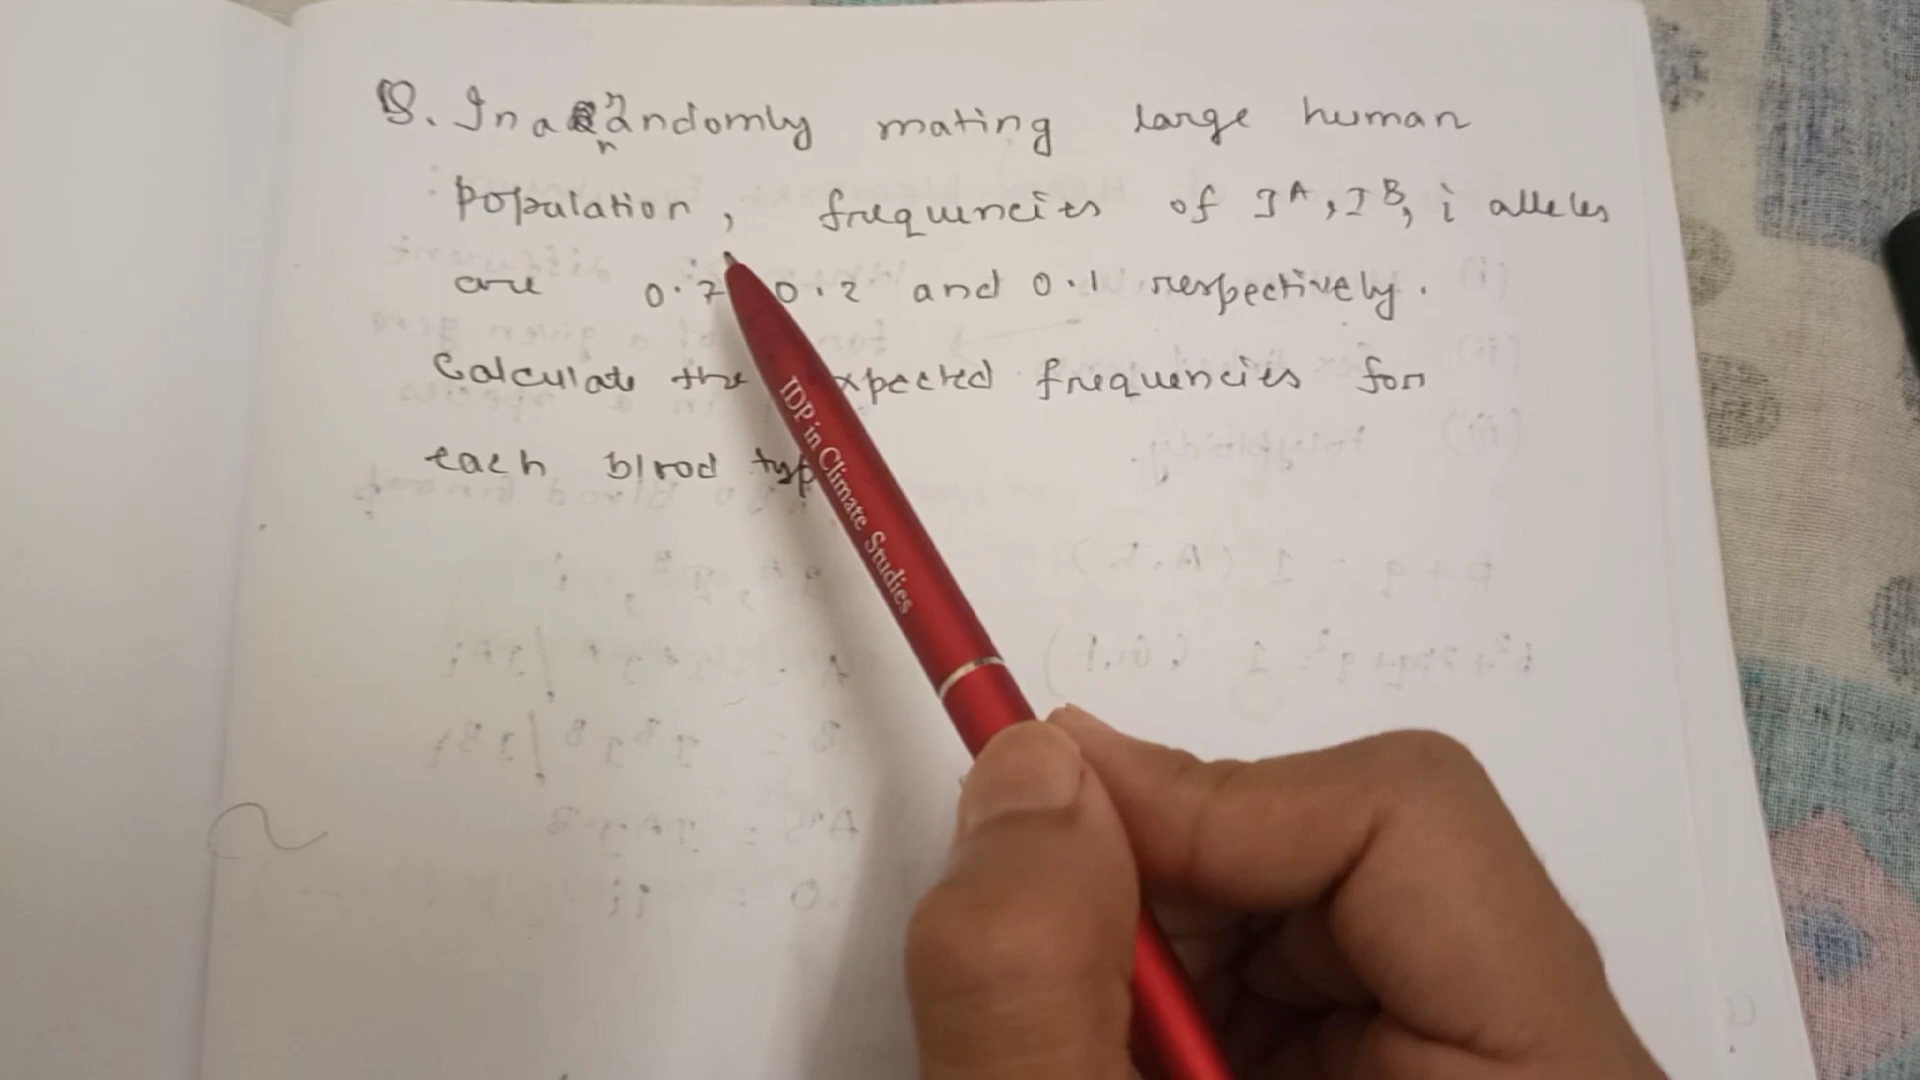 Q. In a randomly mating large human
population, frequencies of I^A, I^B, i alleles
are 0.7 0.2 and 0.1 respectively.
Calculate the xpected frequencies for
each blood typ
IDP in Climate Studies